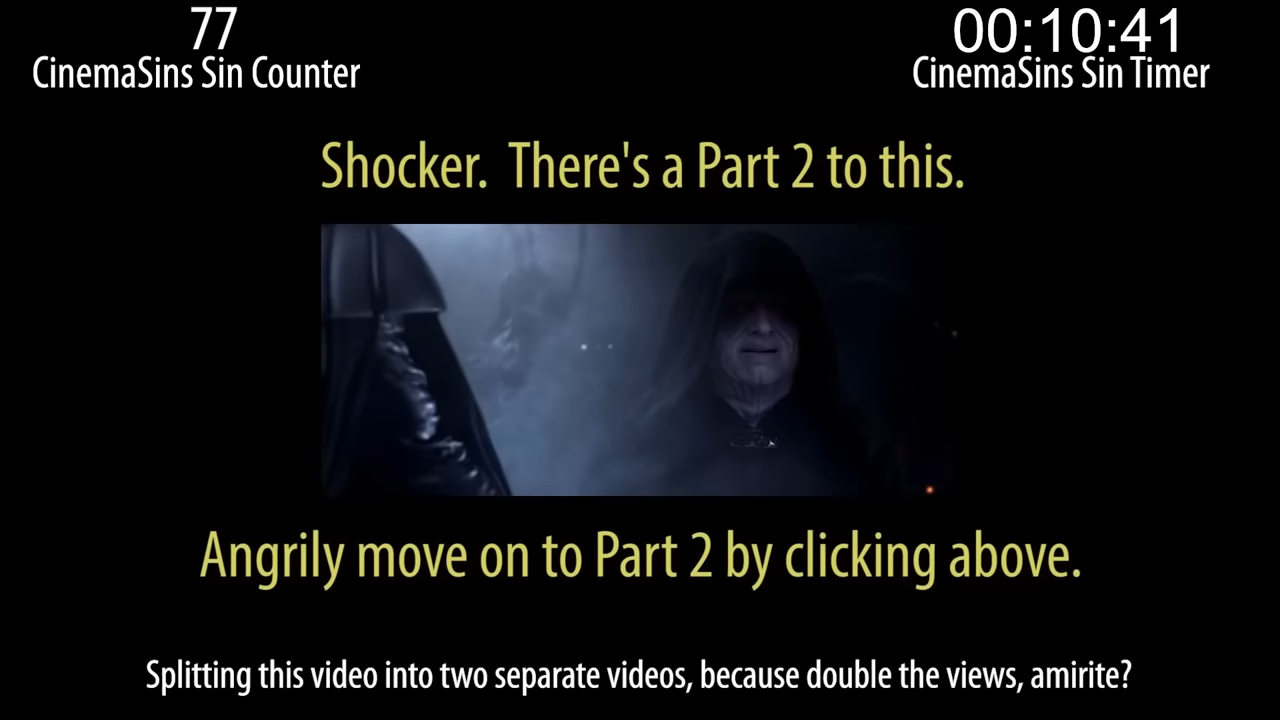 77
CinemaSins Sin Counter
00:10:41
CinemaSins Sin Timer
Shocker. There's a Part 2 to this.
Angrily move on to Part 2 by clicking above.
Splitting this video into two separate videos, because double the views, amirite?